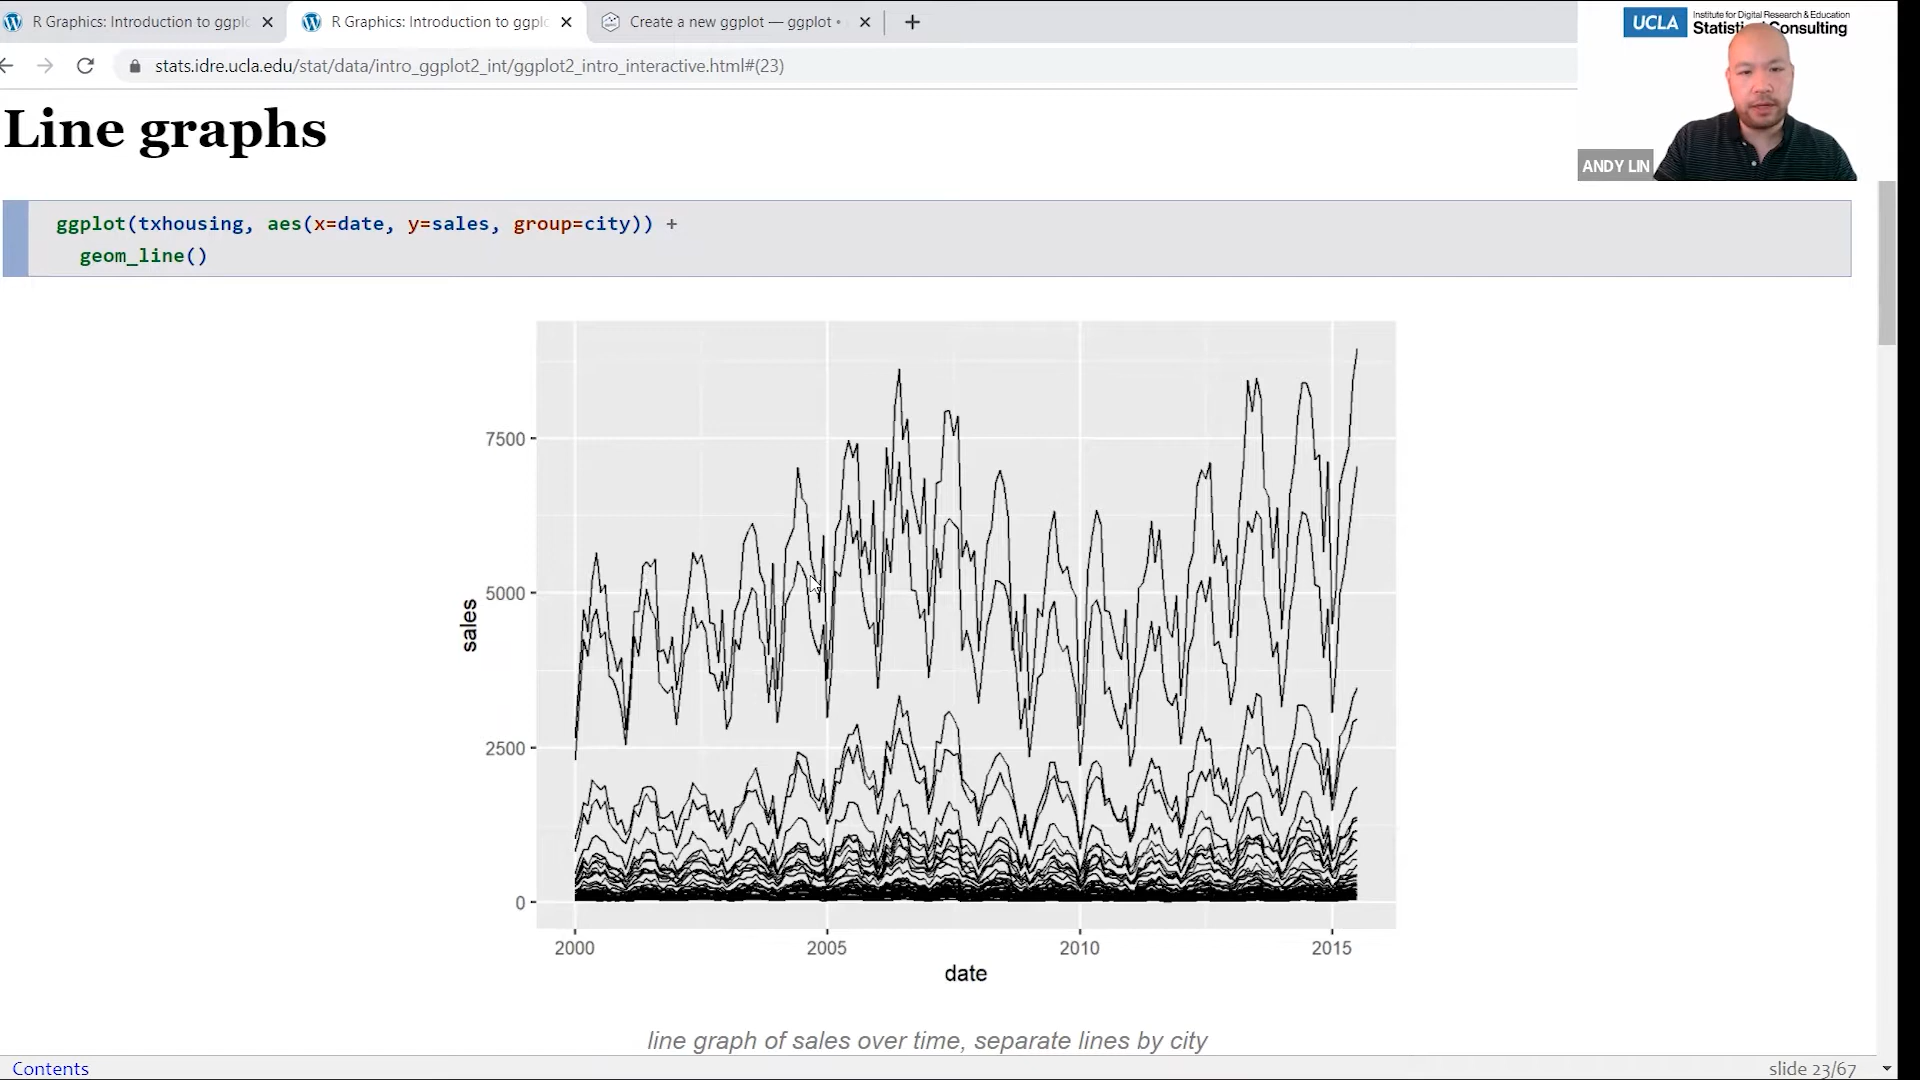 R Graphics: Introduction to ggpl
R Graphics: Introduction to ggpl
Create a new ggplot — ggplot •
stats.idre.ucla.edu/stat/data/intro_ggplot2_int/ggplot2_intro_interactive.html#(23)
UCLA
Institute for Digital Research & Education
Consulting
ANDY LIN
Line graphs
ggplot(txhousing, aes(x=date, y=sales, group=city)) +
geom_line()
7500
5000
2500
0
sales
2000 2005 2010 2015
date
line graph of sales over time, separate lines by city
Contents
slide 23/67